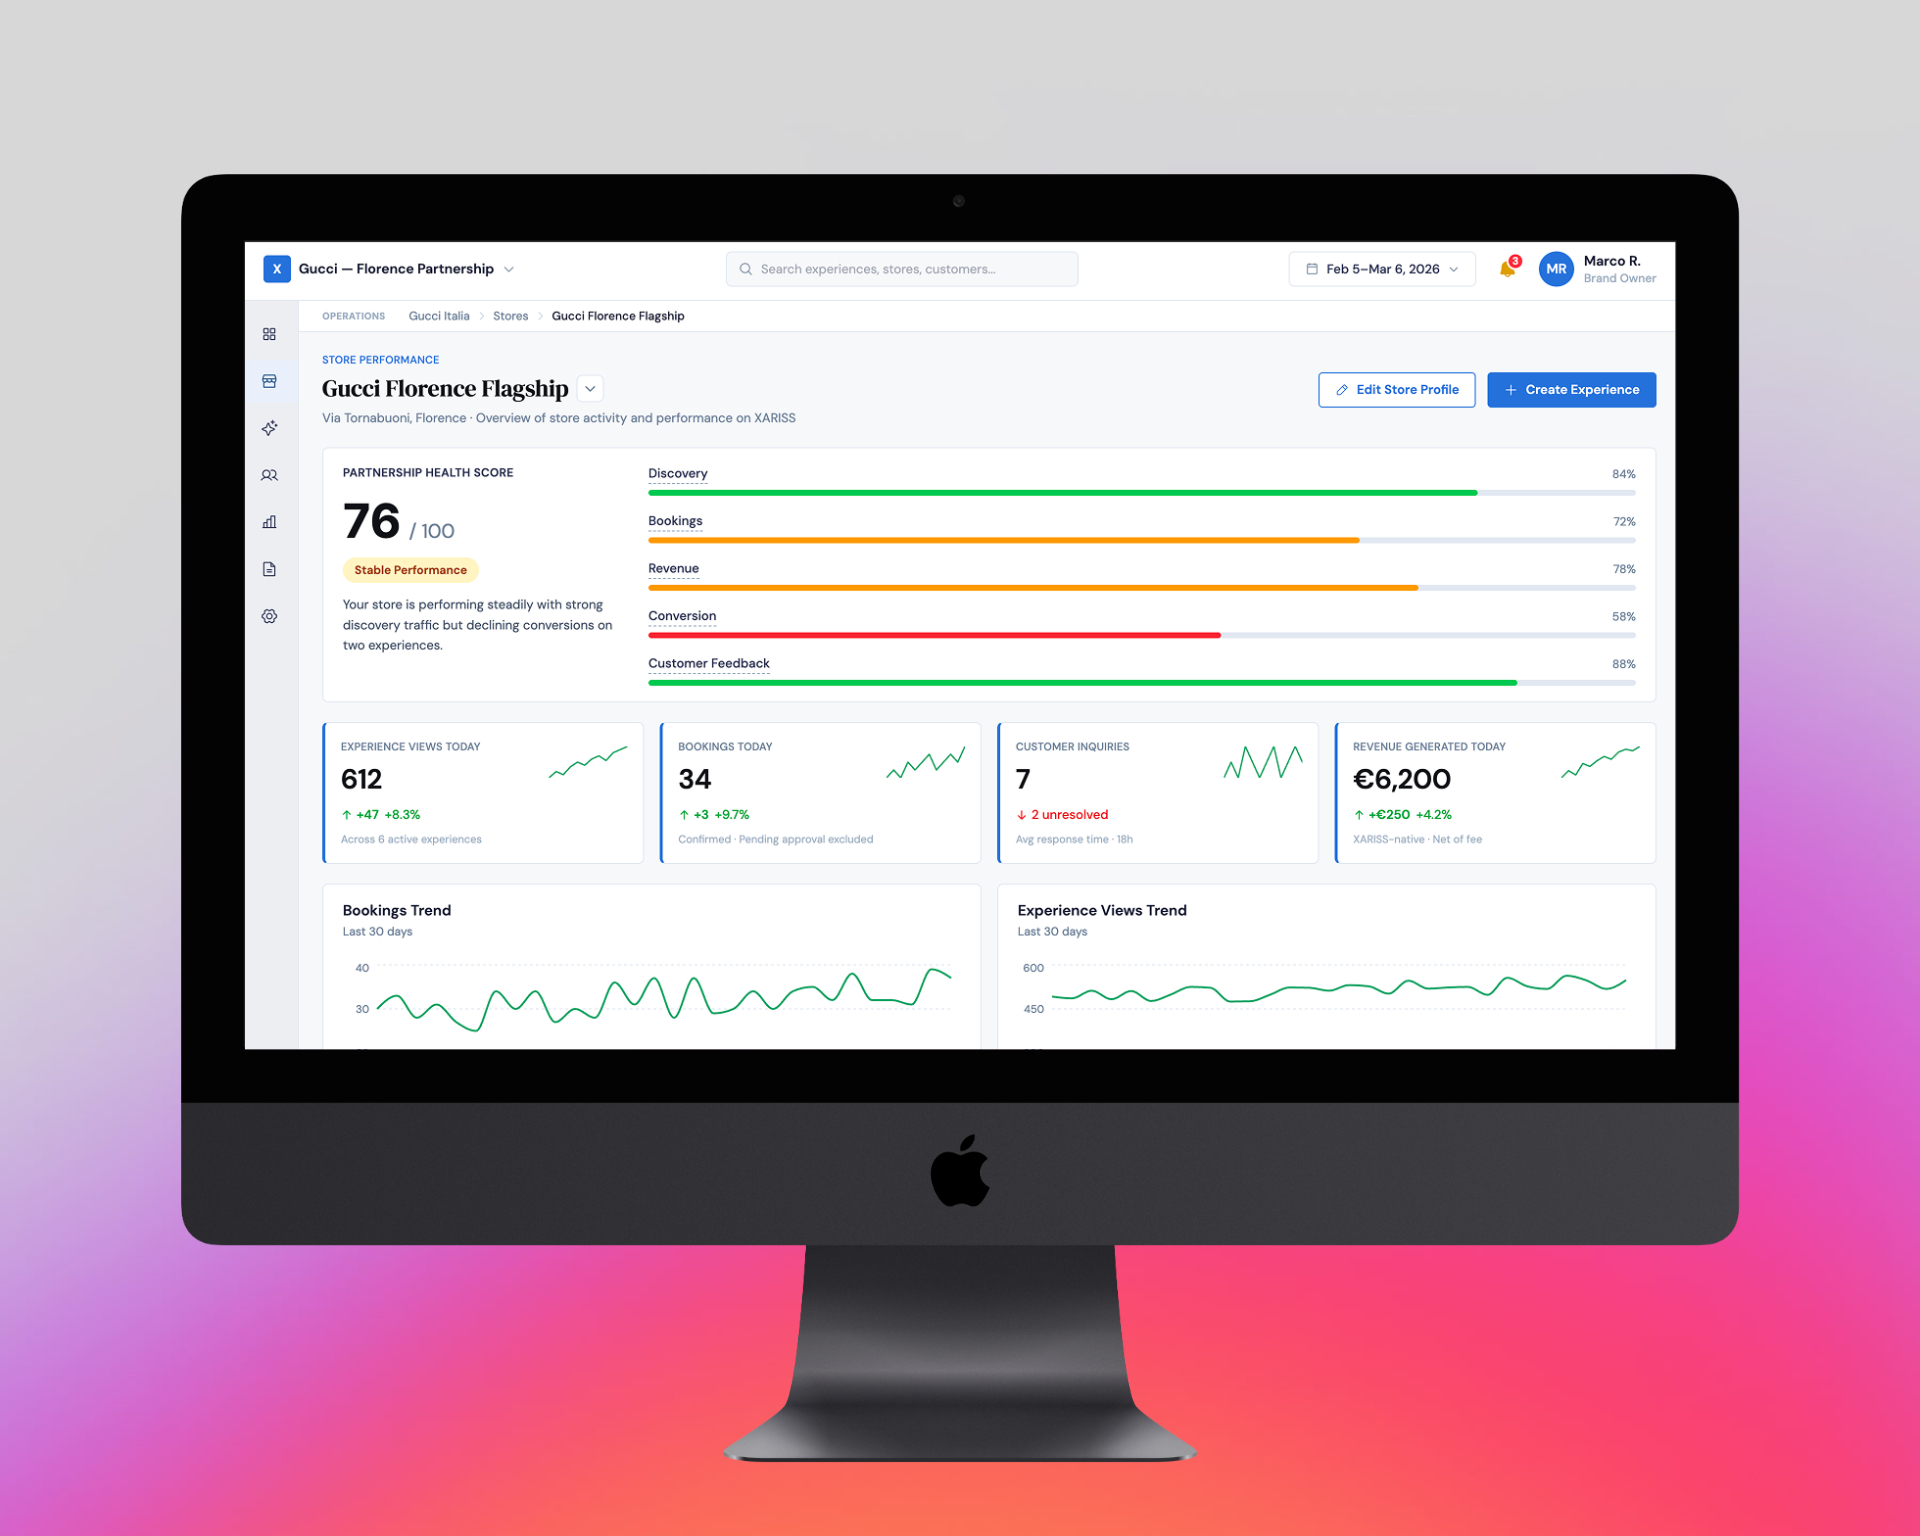 X Gucci — Florence Partnership
Search experiences, stores, customers...
Feb 5–Mar 6, 2026
3
MR
Marco R.
Brand Owner
OPERATIONS Gucci Italia Stores Gucci Florence Flagship
STORE PERFORMANCE
Gucci Florence Flagship
Via Tornabuoni, Florence · Overview of store activity and performance on XARISS
Edit Store Profile
Create Experience
PARTNERSHIP HEALTH SCORE
76 / 100
Stable Performance
Your store is performing steadily with strong
discovery traffic but declining conversions on
two experiences.
Discovery 84%
Bookings 72%
Revenue 78%
Conversion 58%
Customer Feedback 88%
EXPERIENCE VIEWS TODAY
612
↑ +47 +8.3%
Across 6 active experiences
BOOKINGS TODAY
34
↑ +3 +9.7%
Confirmed · Pending approval excluded
CUSTOMER INQUIRIES
7
↓ 2 unresolved
Avg response time · 18h
REVENUE GENERATED TODAY
€6,200
↑ +€250 +4.2%
XARISS-native · Net of fee
Bookings Trend
Last 30 days
40
30
Experience Views Trend
Last 30 days
600
450